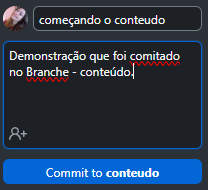 começando o conteudo
Demonstração que foi comitado
no Branche - conteúdo.
Commit to conteudo